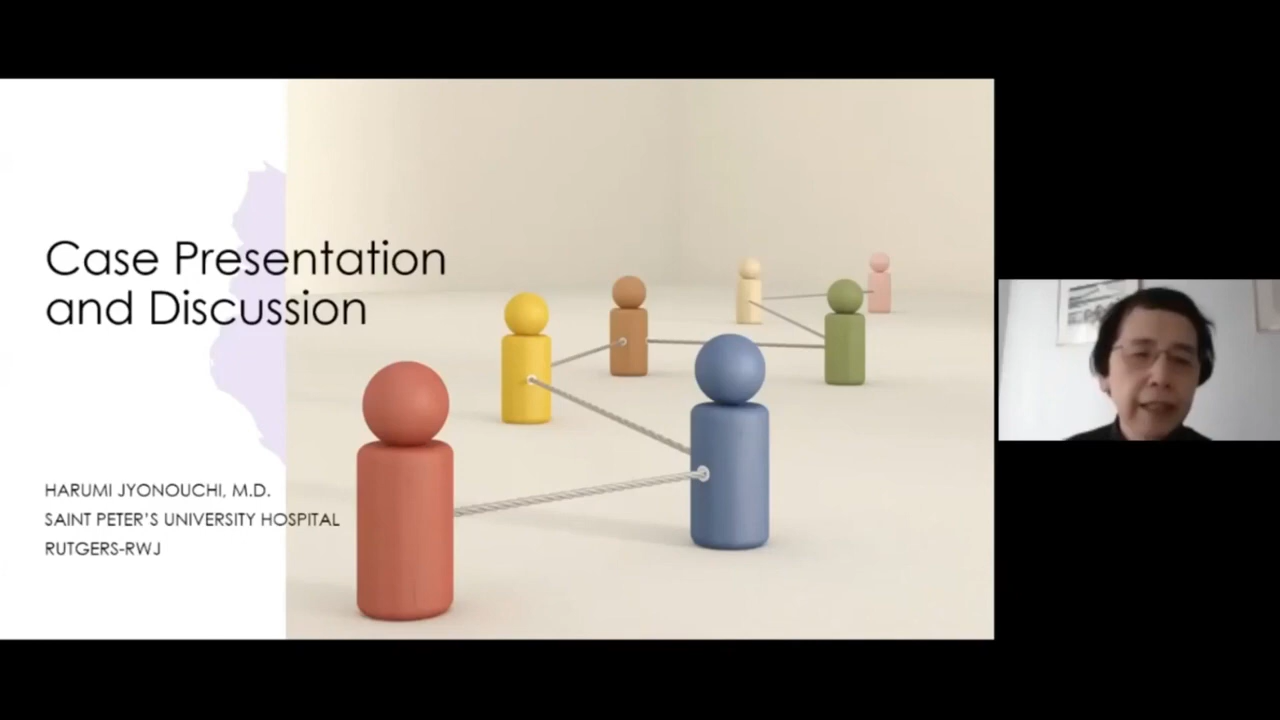 Case Presentation
and Discussion
HARUMI JYONOUCHI, M.D.
SAINT PETER'S UNIVERSITY HOSPITAL
RUTGERS-RWJ